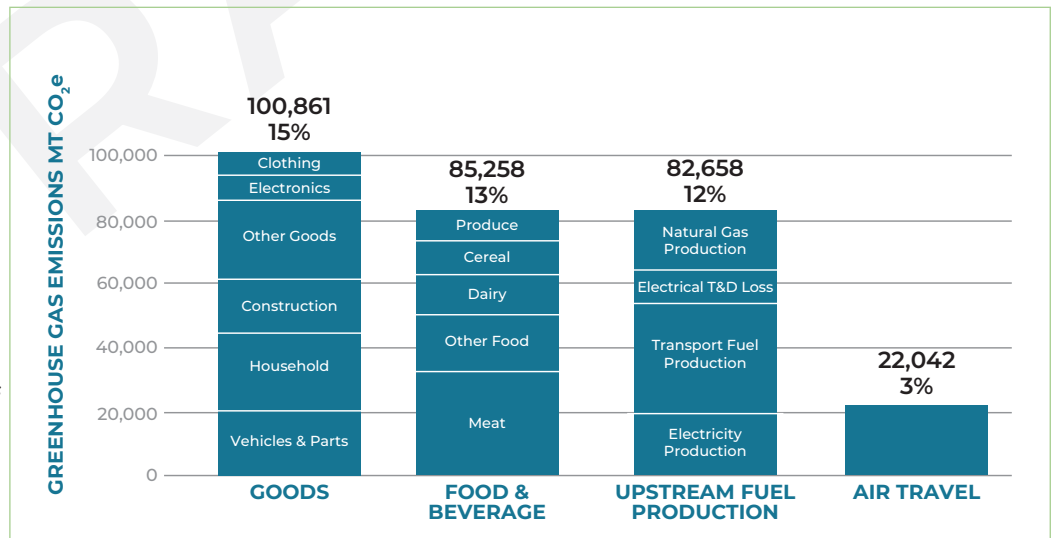 GREENHOUSE GAS EMISSIONS MT CO₂e
100,861
15%
85,258
13%
82,658
12%
22,042
3%
100,000
80,000
60,000
40,000
20,000
0
Clothing
Electronics
Other Goods
Construction
Household
Vehicles & Parts
Produce
Cereal
Dairy
Other Food
Meat
Natural Gas
Production
Electrical T&D Loss
Transport Fuel
Production
Electricity
Production
GOODS
FOOD &
BEVERAGE
UPSTREAM FUEL
PRODUCTION
AIR TRAVEL